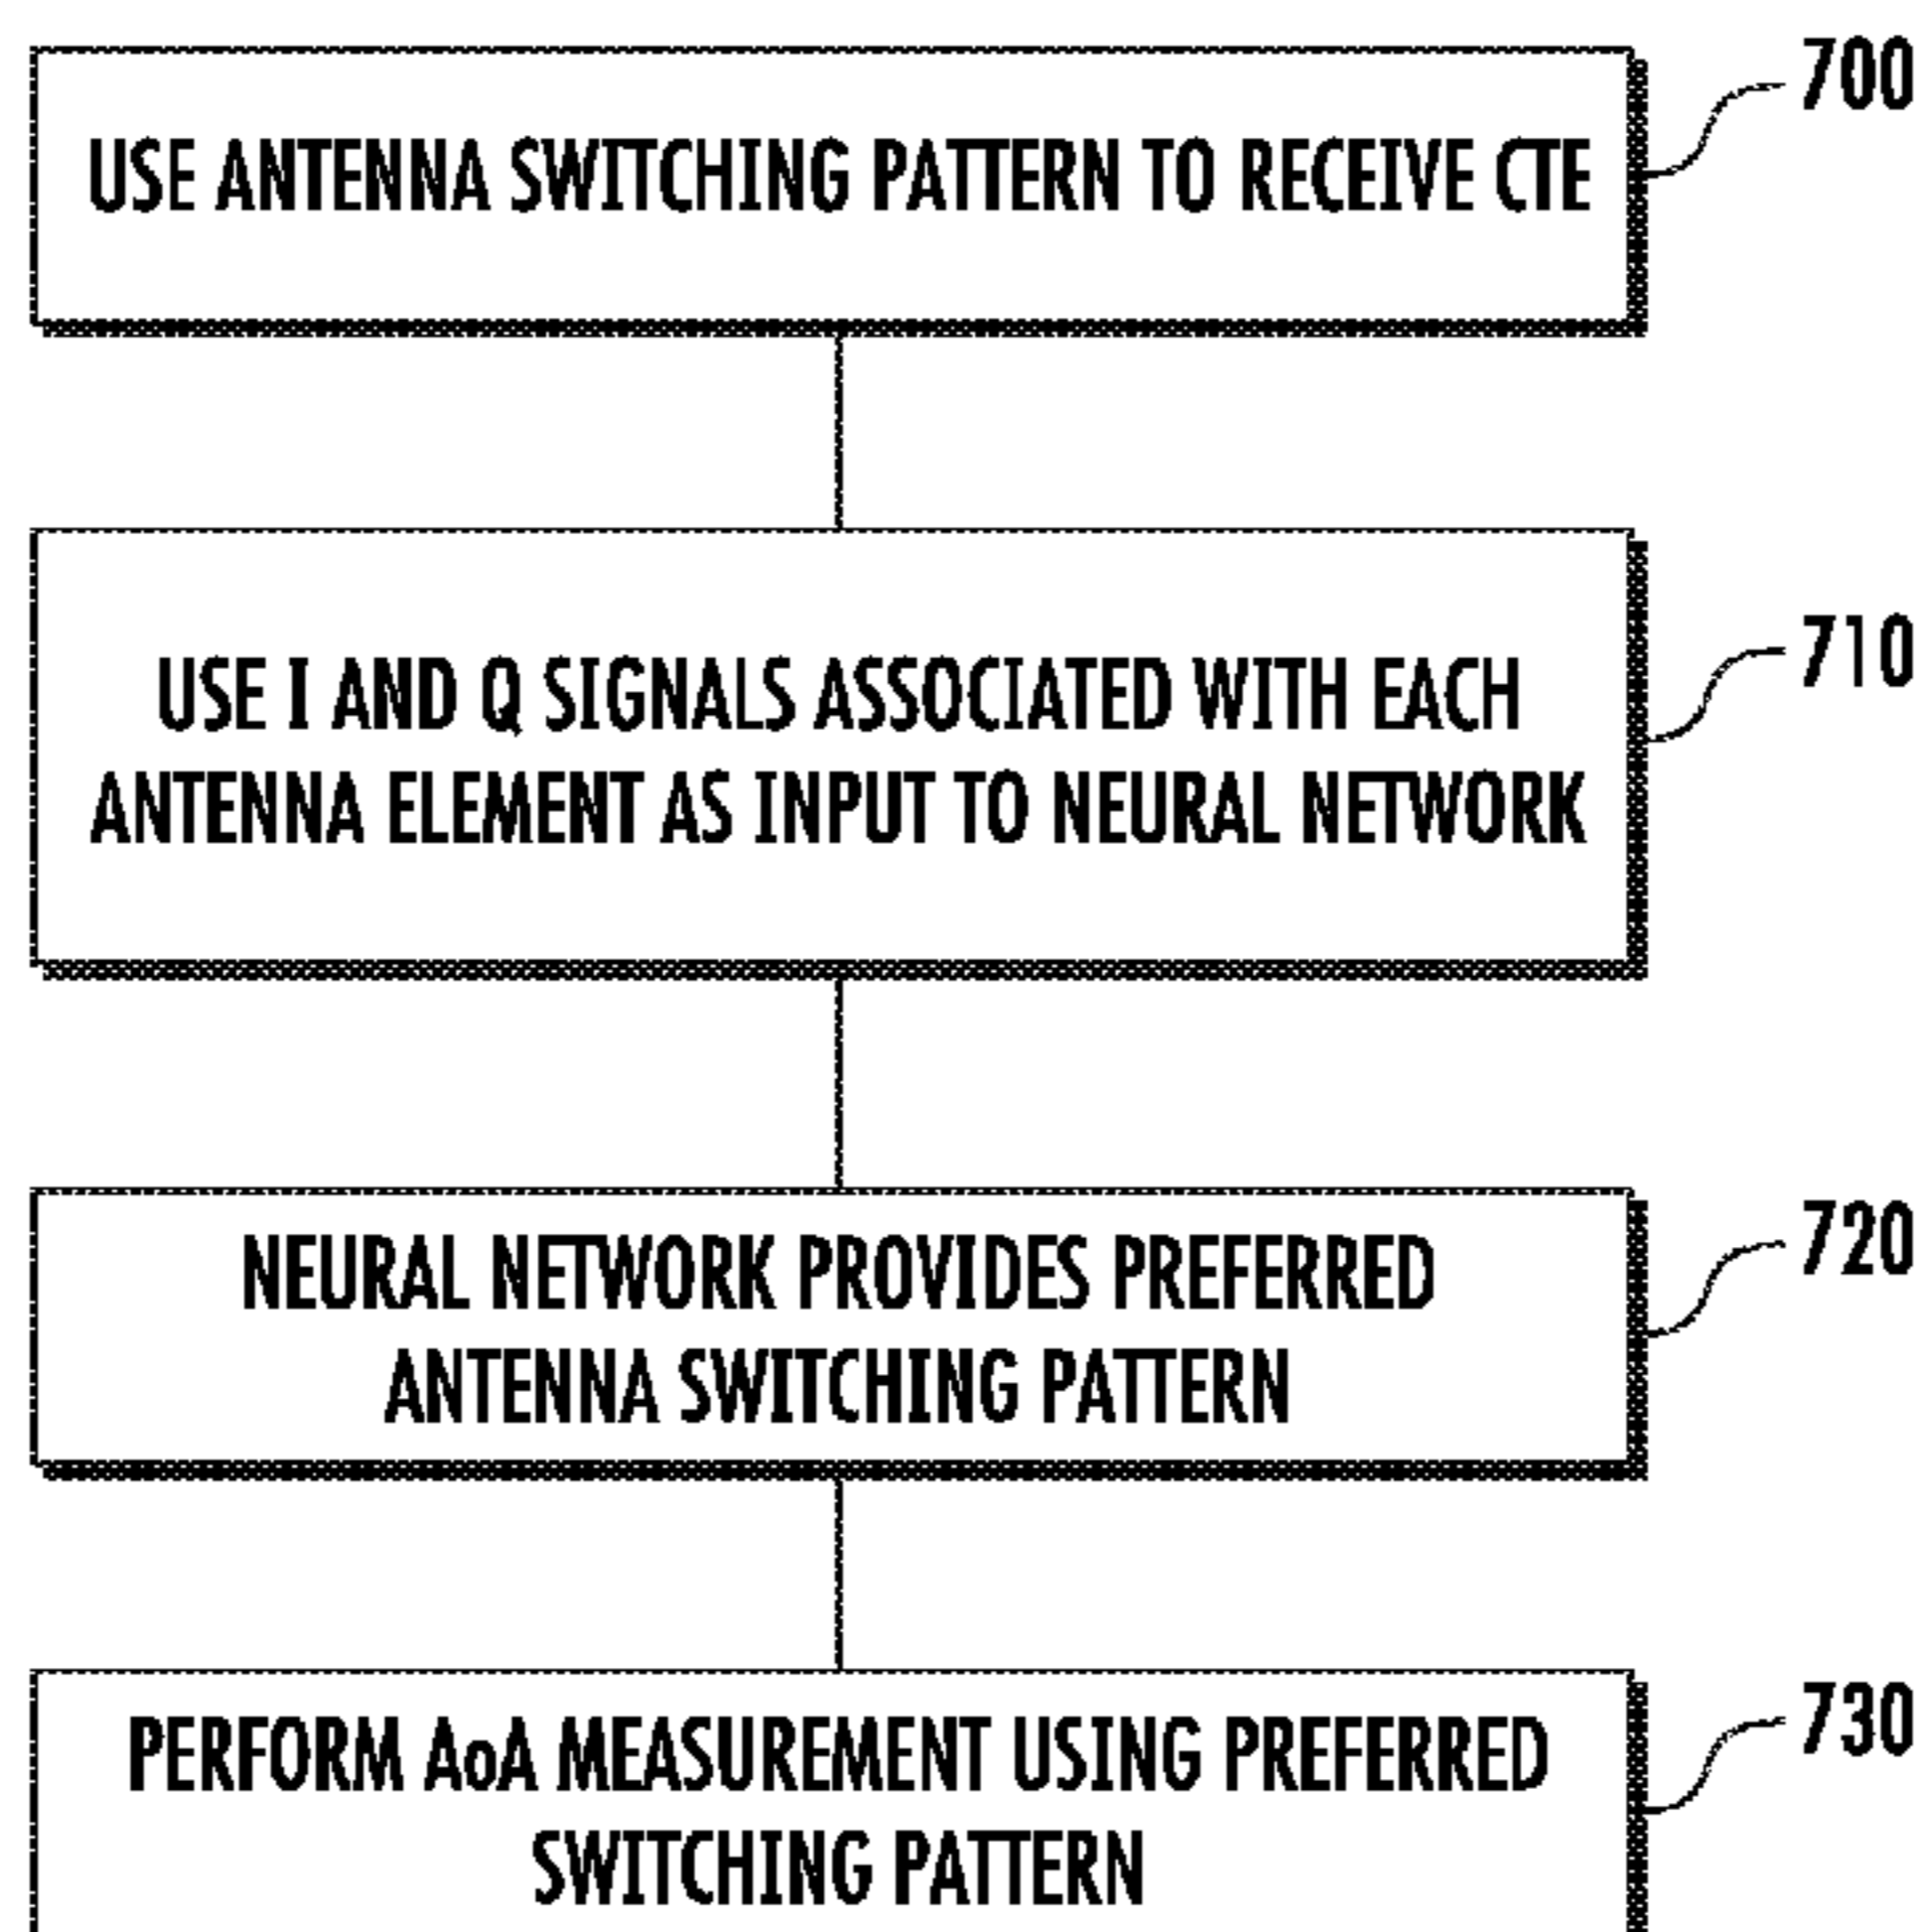 700
USE ANTENNA SWITCHING PATTERN TO RECEIVE CTE
710
USE I AND Q SIGNALS ASSOCIATED WITH EACH
ANTENNA ELEMENT AS INPUT TO NEURAL NETWORK
720
NEURAL NETWORK PROVIDES PREFERRED
ANTENNA SWITCHING PATTERN
730
PERFORM AoA MEASUREMENT USING PREFERRED
SWITCHING PATTERN